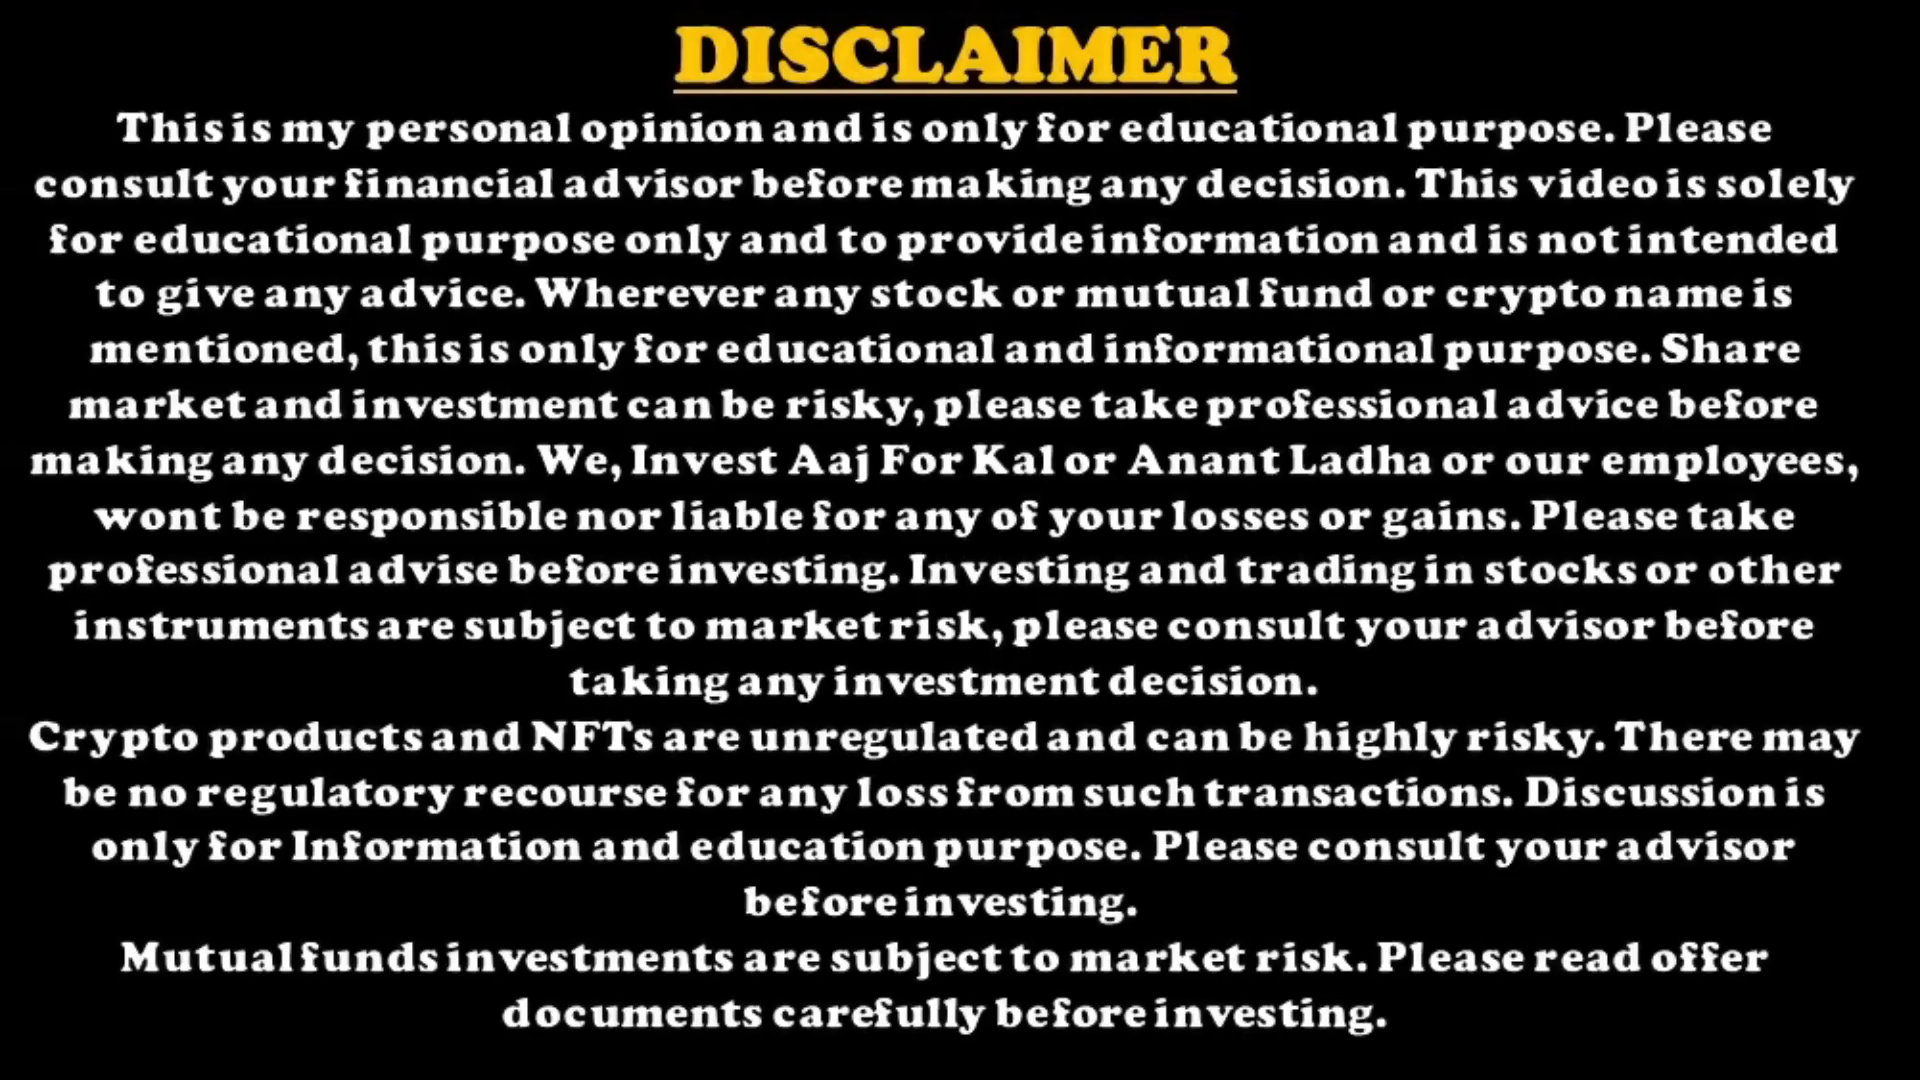 DISCLAIMER
This is my personal opinion and is only for educational purpose. Please
consult your financial advisor before making any decision. This video is solely
for educational purpose only and to provide information and is not intended
to give any advice. Wherever any stock or mutual fund or crypto name is
mentioned, this is only for educational and informational purpose. Share
market and investment can be risky, please take professional advice before
making any decision. We, Invest Aaj For Kal or Anant Ladha or our employees,
wont be responsible nor liable for any of your losses or gains. Please take
professional advise before investing. Investing and trading in stocks or other
instruments are subject to market risk, please consult your advisor before
taking any investment decision.
Crypto products and NFTs are unregulated and can be highly risky. There may
be no regulatory recourse for any loss from such transactions. Discussion is
only for Information and education purpose. Please consult your advisor
before investing.
Mutual funds investments are subject to market risk. Please read offer
documents carefully before investing.